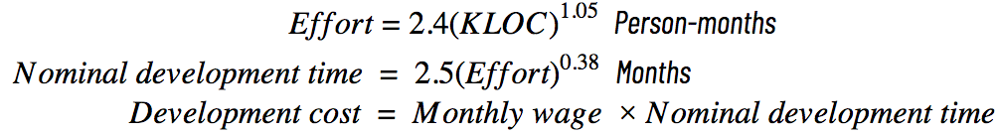 Effort = 2.4(KLOC)^1.05 Person-months
Nominal development time = 2.5(Effort)^0.38 Months
Development cost = Monthly wage × Nominal development time